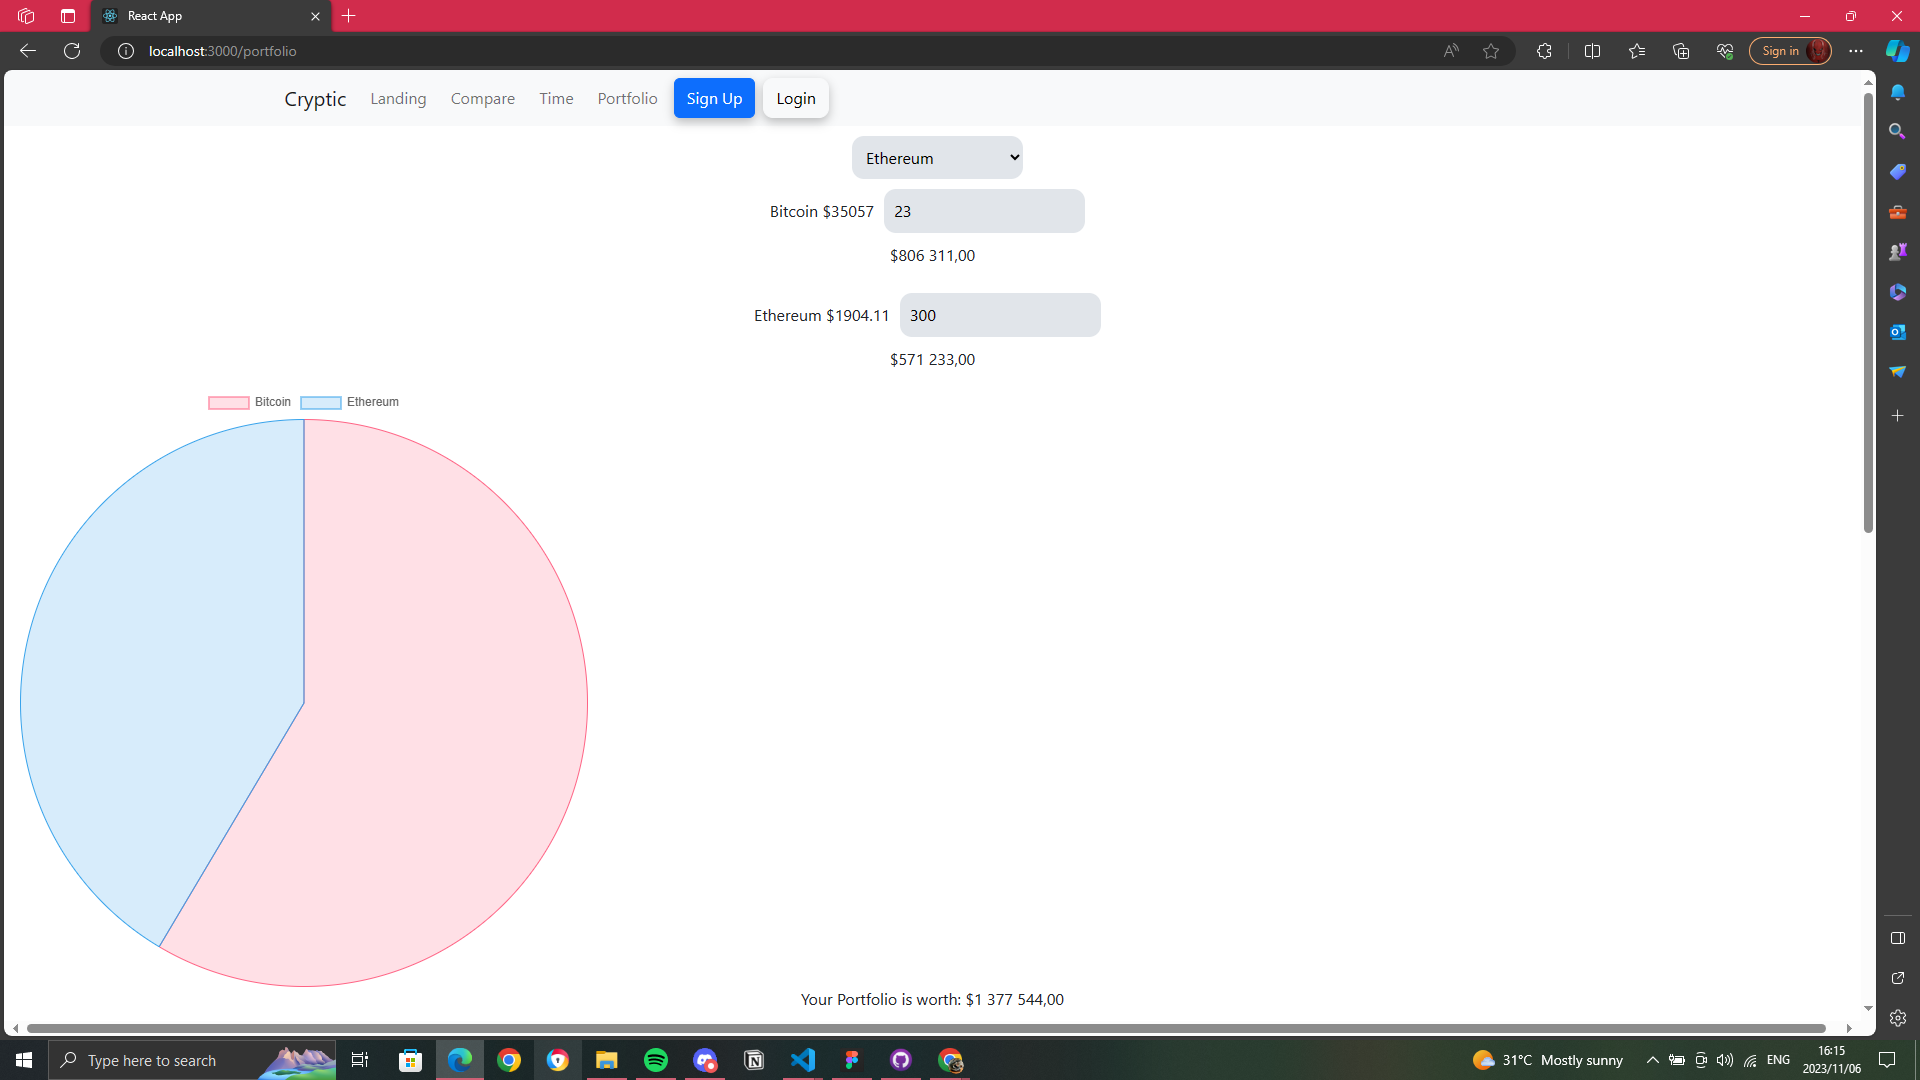 React App
localhost:3000/portfolio
Sign in
Cryptic Landing Compare Time Portfolio Sign Up Login
Ethereum
Bitcoin $35057 23
$806 311,00
Ethereum $1904.11 300
$571 233,00
Bitcoin Ethereum
Your Portfolio is worth: $1 377 544,00
Type here to search
31°C Mostly sunny
ENG
16:15
2023/11/06